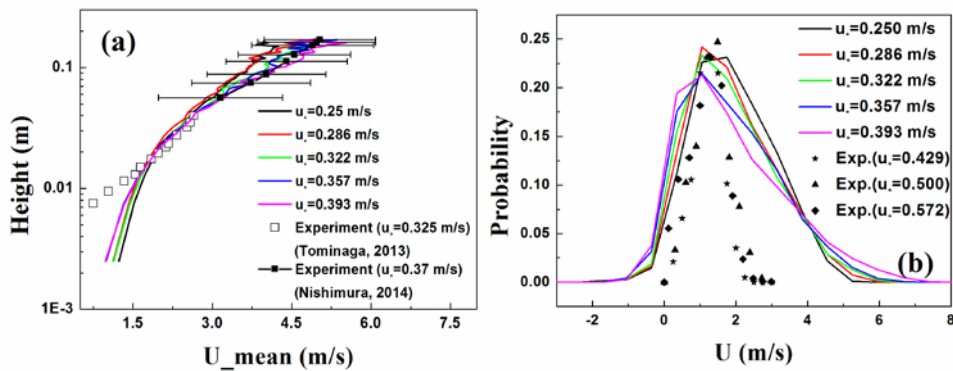 (a)
0.1
0.01
1E-3
Height (m)
u*=0.25 m/s
u*=0.286 m/s
u*=0.322 m/s
u*=0.357 m/s
u*=0.393 m/s
Experiment (u*=0.325 m/s)
(Tominaga, 2013)
Experiment (u*=0.37 m/s)
(Nishimura, 2014)
1.5 3.0 4.5 6.0 7.5
U_mean (m/s)
(b)
0.25
0.20
0.15
0.10
0.05
0.00
Probability
u*=0.250 m/s
u*=0.286 m/s
u*=0.322 m/s
u*=0.357 m/s
u*=0.393 m/s
Exp.(u*=0.429)
Exp.(u*=0.500)
Exp.(u*=0.572)
-2 0 2 4 6 8
U (m/s)